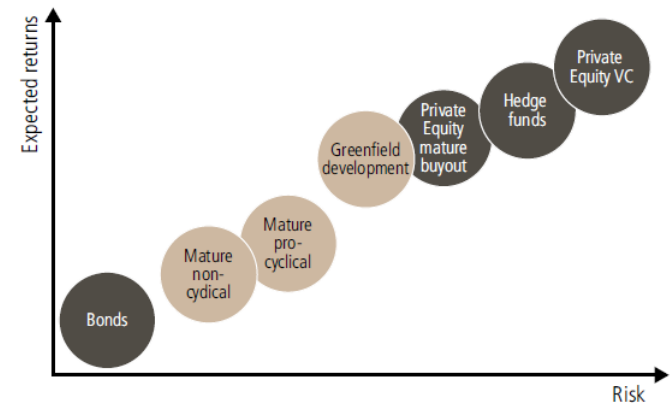 Expected returns
Private
Equity VC
Hedge
funds
Private
Equity
mature
buyout
Greenfield
development
Mature
pro-
cyclical
Mature
non-
cydical
Bonds
Risk